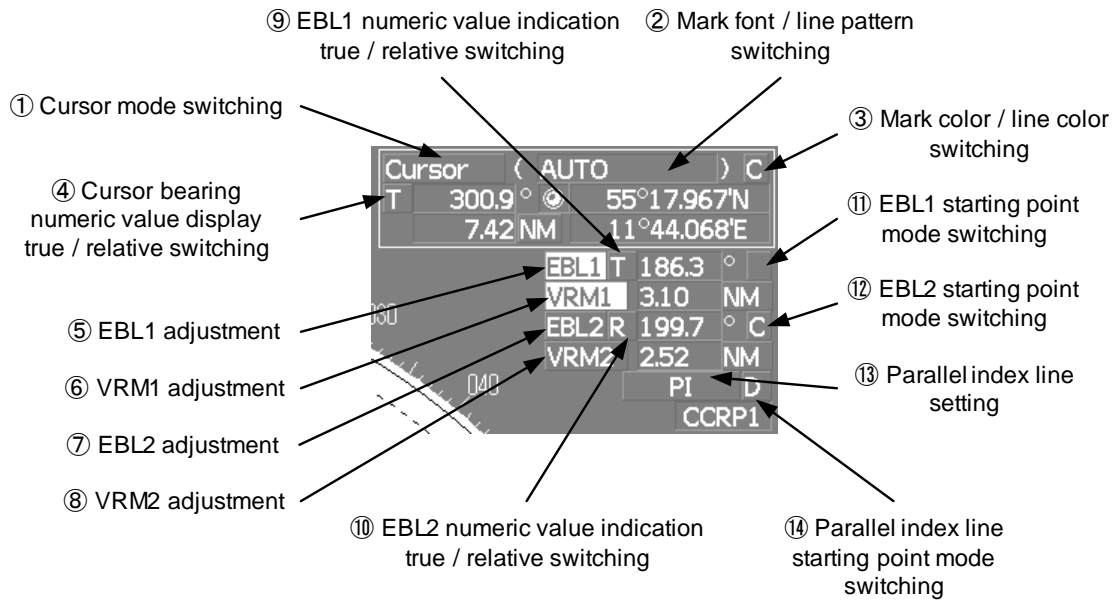 ⑨ EBL1 numeric value indication
true / relative switching
② Mark font / line pattern
switching
① Cursor mode switching
③ Mark color / line color
switching
④ Cursor bearing
numeric value display
true / relative switching
Cursor ( AUTO ) C
T 300.9 ° 55°17.967'N
7.42 NM 11°44.068'E
⑪ EBL1 starting point
mode switching
EBL1 T 186.3 °
VRM1 3.10 NM
EBL2 R 199.7 ° C
VRM2 2.52 NM
PI D
CCRP1
030
040
⑫ EBL2 starting point
mode switching
⑤ EBL1 adjustment
⑥ VRM1 adjustment
⑬ Parallel index line
setting
⑦ EBL2 adjustment
⑧ VRM2 adjustment
⑩ EBL2 numeric value indication
true / relative switching
⑭ Parallel index line
starting point mode
switching